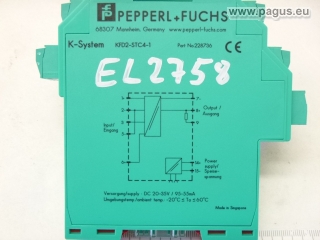 © www.pagus.eu
PEPPERL+FUCHS
68307 Mannheim, Germany www.pepperl-fuchs.com
K-System KFD2-STC4-1 Part No.228736 CE
EL2758
Input/ Eingang
Output / Ausgang
Power supply/ Speise- spannung
Versorgung/supply : DC 20-35V / 90-55mA
Umgebungstemp./ambient temp. : -20°C ≤ Ta ≤ 60°C
Made in Singapore